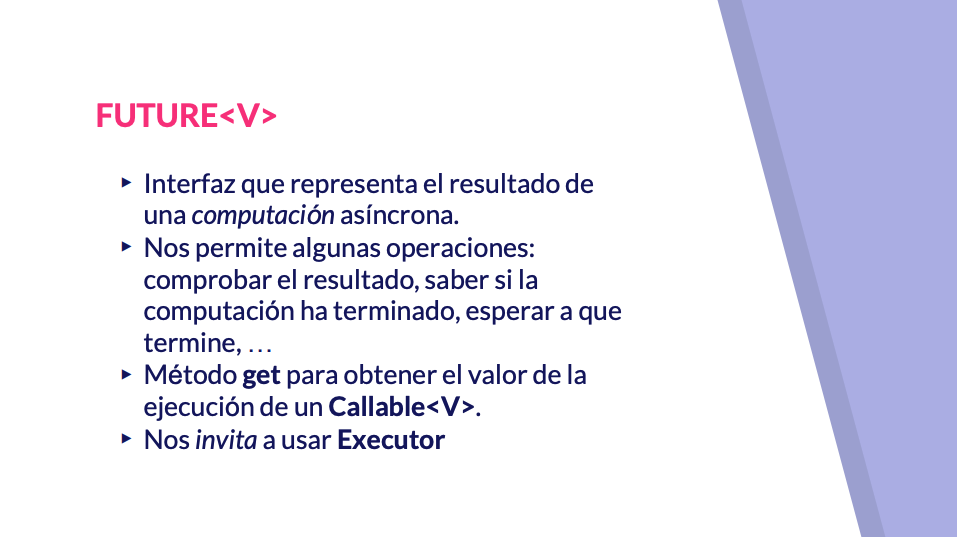 FUTURE<V>
▸ Interfaz que representa el resultado de
una computación asíncrona.
▸ Nos permite algunas operaciones:
comprobar el resultado, saber si la
computación ha terminado, esperar a que
termine, …
▸ Método get para obtener el valor de la
ejecución de un Callable<V>.
▸ Nos invita a usar Executor